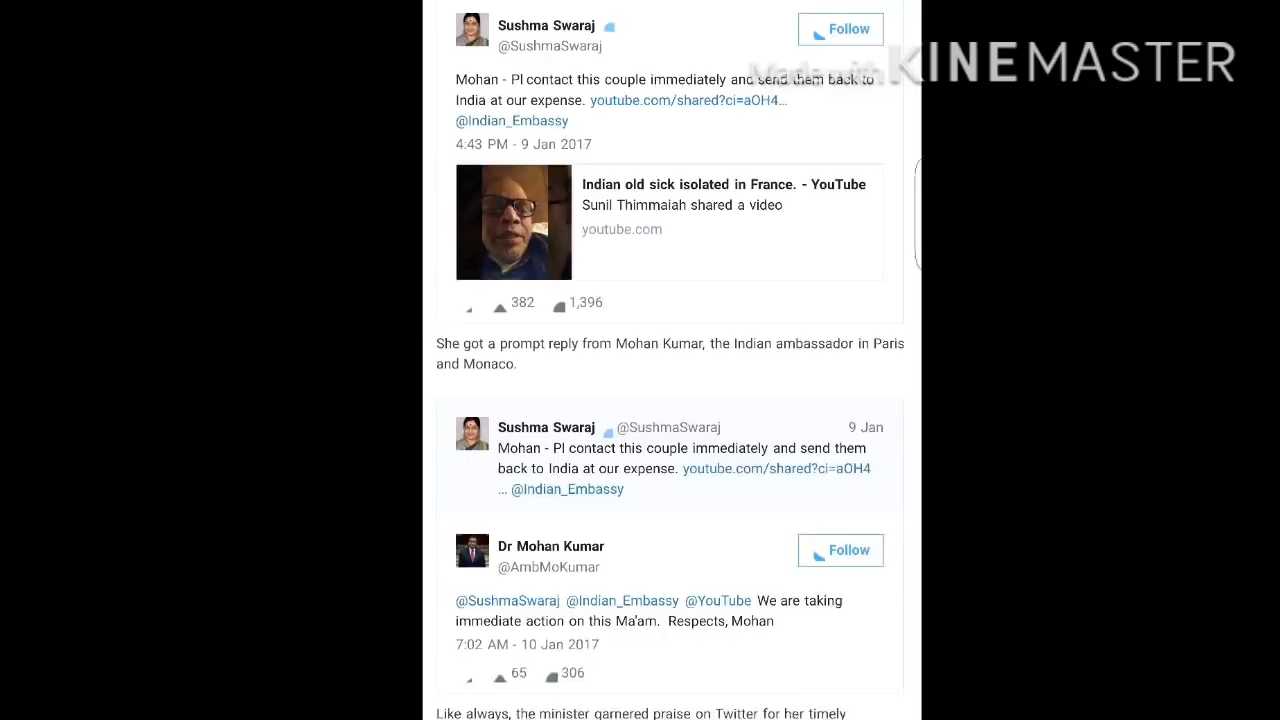 Sushma Swaraj
@SushmaSwaraj
Follow
Made with KINEMASTER
Mohan - Pl contact this couple immediately and send them back to
India at our expense. youtube.com/shared?ci=aOH4…
@Indian_Embassy
4:43 PM - 9 Jan 2017
Indian old sick isolated in France. - YouTube
Sunil Thimmaiah shared a video
youtube.com
382 1,396
She got a prompt reply from Mohan Kumar, the Indian ambassador in Paris
and Monaco.
Sushma Swaraj @SushmaSwaraj 9 Jan
Mohan - Pl contact this couple immediately and send them
back to India at our expense. youtube.com/shared?ci=aOH4
… @Indian_Embassy
Dr Mohan Kumar
@AmbMoKumar
Follow
@SushmaSwaraj @Indian_Embassy @YouTube We are taking
immediate action on this Ma'am. Respects, Mohan
7:02 AM - 10 Jan 2017
65 306
Like always, the minister garnered praise on Twitter for her timely